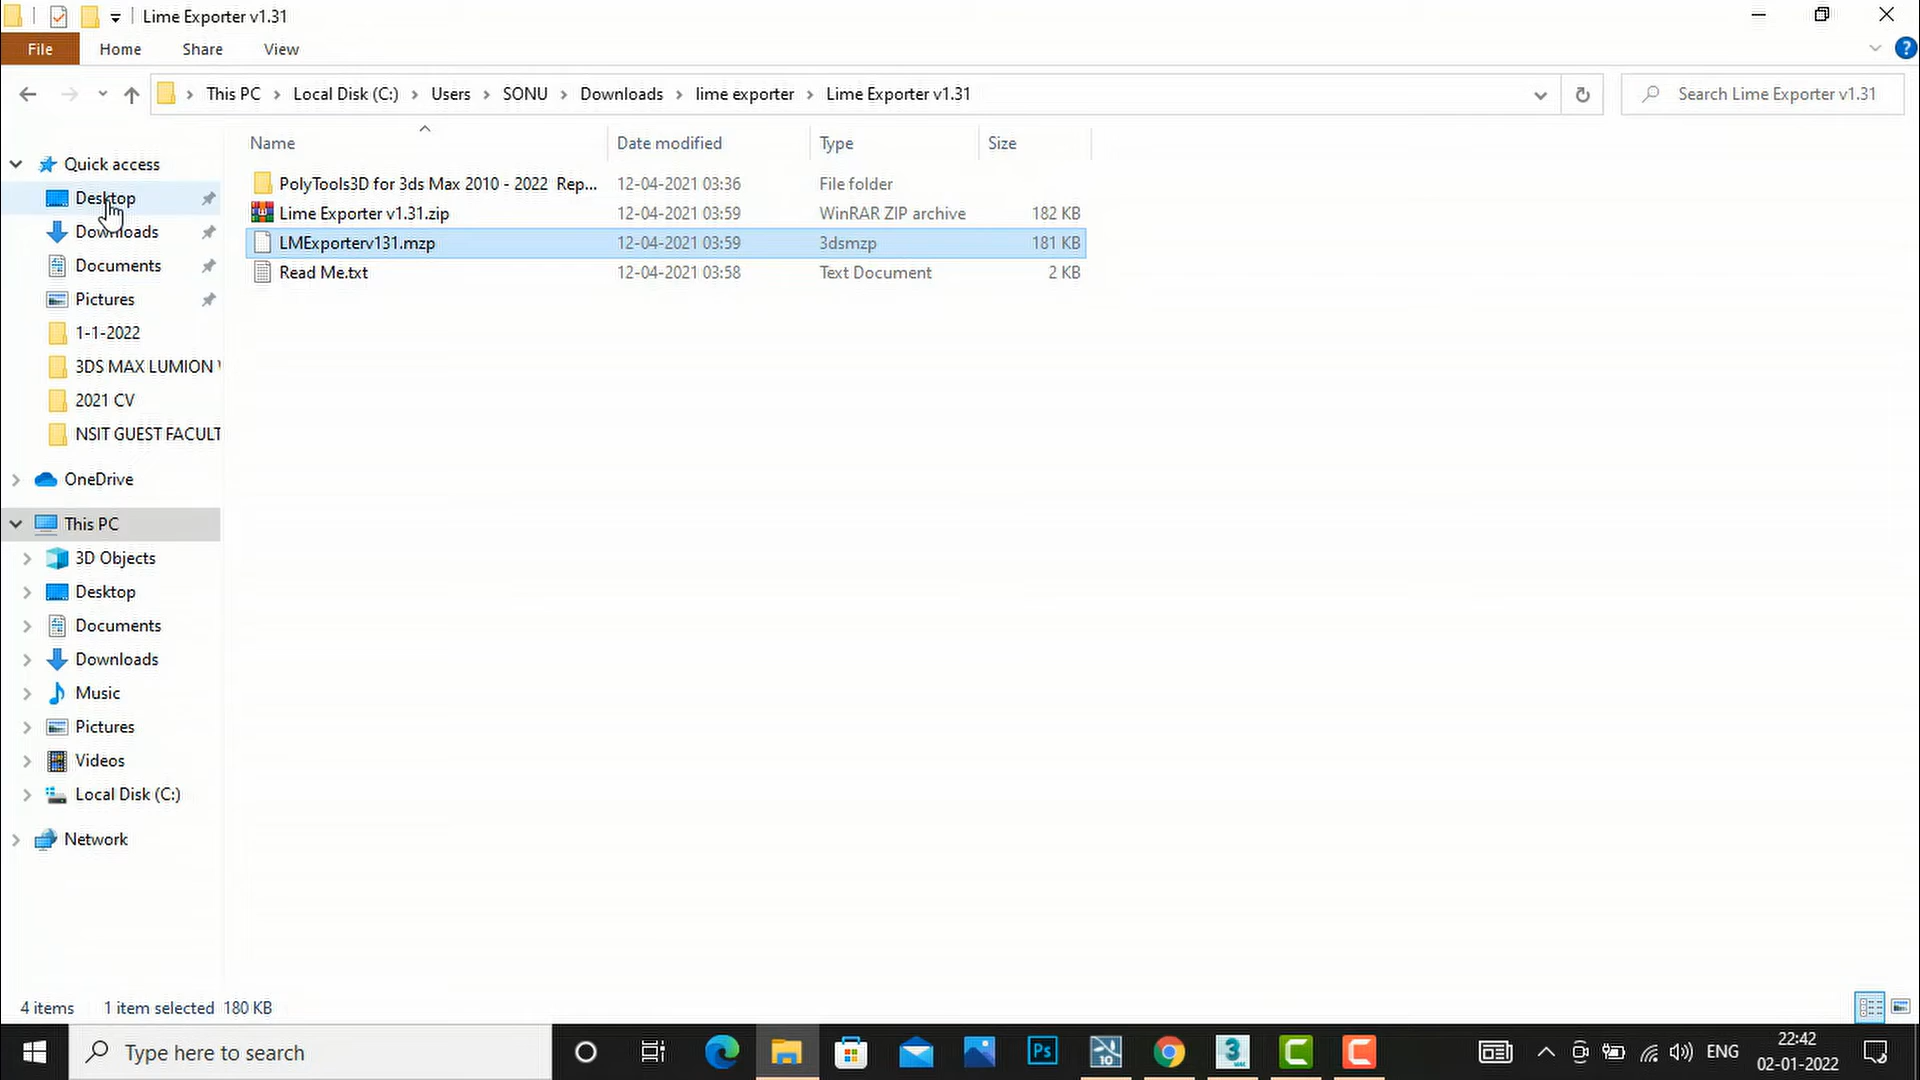 Lime Exporter v1.31
File Home Share View
This PC Local Disk (C:) Users SONU Downloads lime exporter Lime Exporter v1.31
Search Lime Exporter v1.31
Name Date modified Type Size
PolyTools3D for 3ds Max 2010 - 2022 Rep... 12-04-2021 03:36 File folder
Lime Exporter v1.31.zip 12-04-2021 03:59 WinRAR ZIP archive 182 KB
LMExporterv131.mzp 12-04-2021 03:59 3dsmzp 181 KB
Read Me.txt 12-04-2021 03:58 Text Document 2 KB
Quick access
Desktop
Downloads
Documents
Pictures
1-1-2022
3DS MAX LUMION
2021 CV
NSIT GUEST FACULT
OneDrive
This PC
3D Objects
Desktop
Documents
Downloads
Music
Pictures
Videos
Local Disk (C:)
Network
4 items 1 item selected 180 KB
Type here to search
Ps
10
3
ENG
22:42
02-01-2022